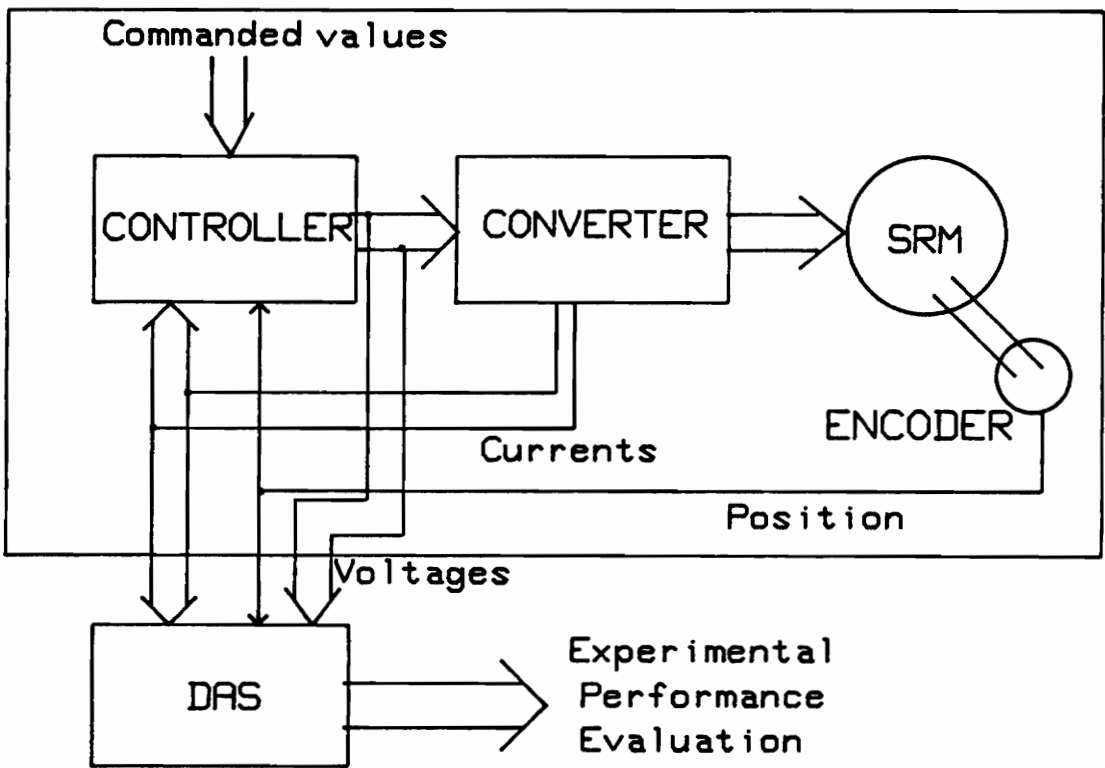 Commanded values
CONTROLLER
CONVERTER
SRM
ENCODER
Currents
Position
Voltages
DAS
Experimental
Performance
Evaluation